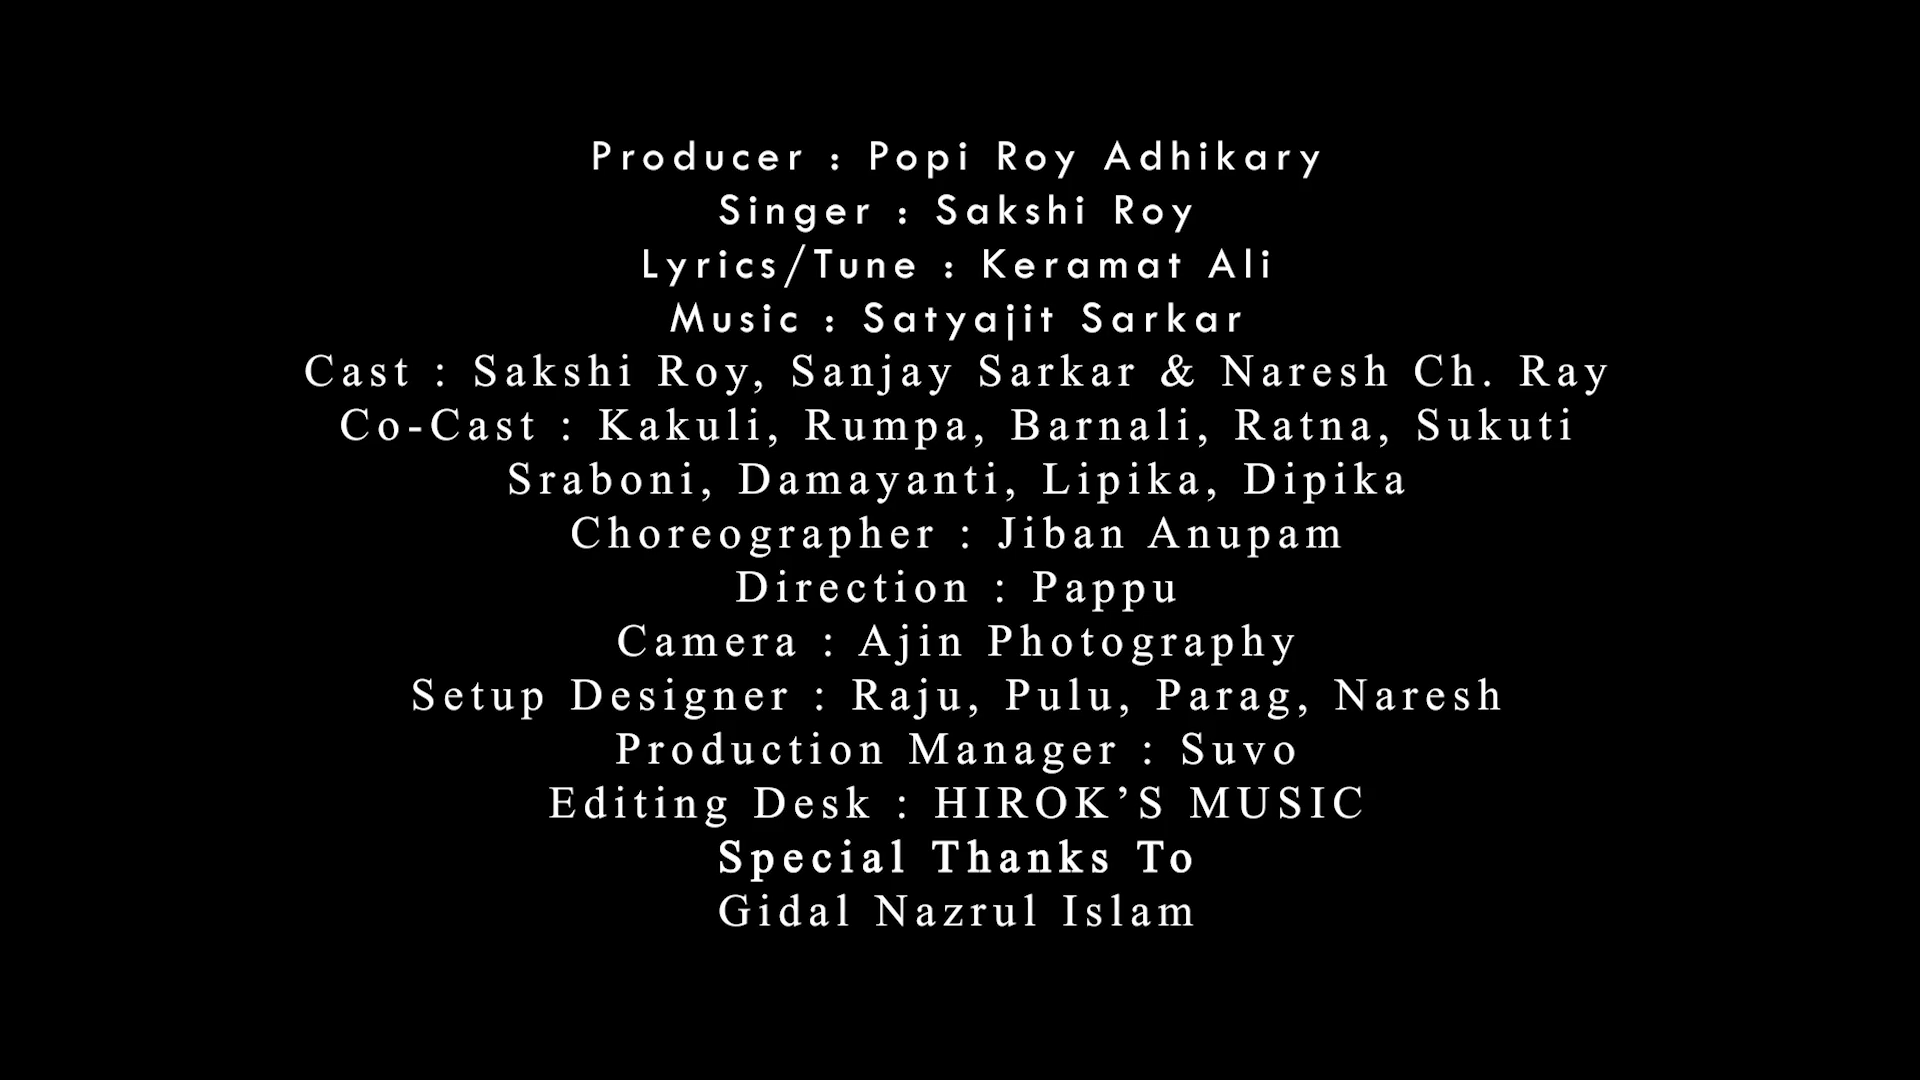 Producer : Popi Roy Adhikary
Singer : Sakshi Roy
Lyrics/Tune : Keramat Ali
Music : Satyajit Sarkar
Cast : Sakshi Roy, Sanjay Sarkar & Naresh Ch. Ray
Co-Cast : Kakuli, Rumpa, Barnali, Ratna, Sukuti
Sraboni, Damayanti, Lipika, Dipika
Choreographer : Jiban Anupam
Direction : Pappu
Camera : Ajin Photography
Setup Designer : Raju, Pulu, Parag, Naresh
Production Manager : Suvo
Editing Desk : HIROK’S MUSIC
Special Thanks To
Gidal Nazrul Islam